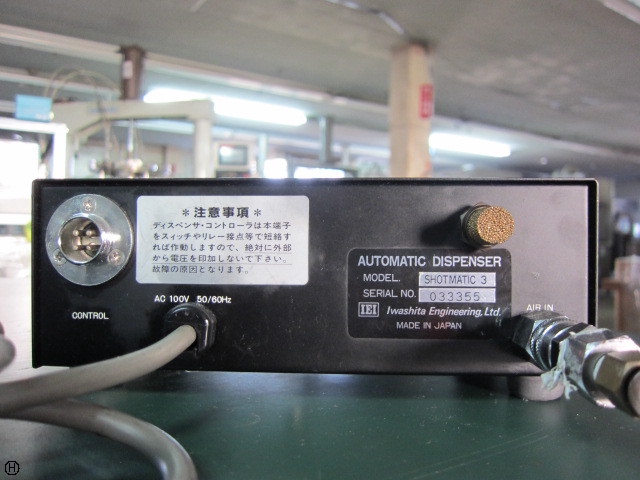 ＊注意事項＊
ディスペンサ・コントローラは本端子
をスイッチやリレー接点等で短絡す
れば作動しますので、絶対に外部
から電圧を印加しないで下さい。
故障の原因となります。
CONTROL
AC 100V 50/60Hz
AUTOMATIC DISPENSER
MODEL. SHOTMATIC 3
SERIAL NO. 033355
IEI Iwashita Engineering, Ltd.
MADE IN JAPAN
AIR IN
H